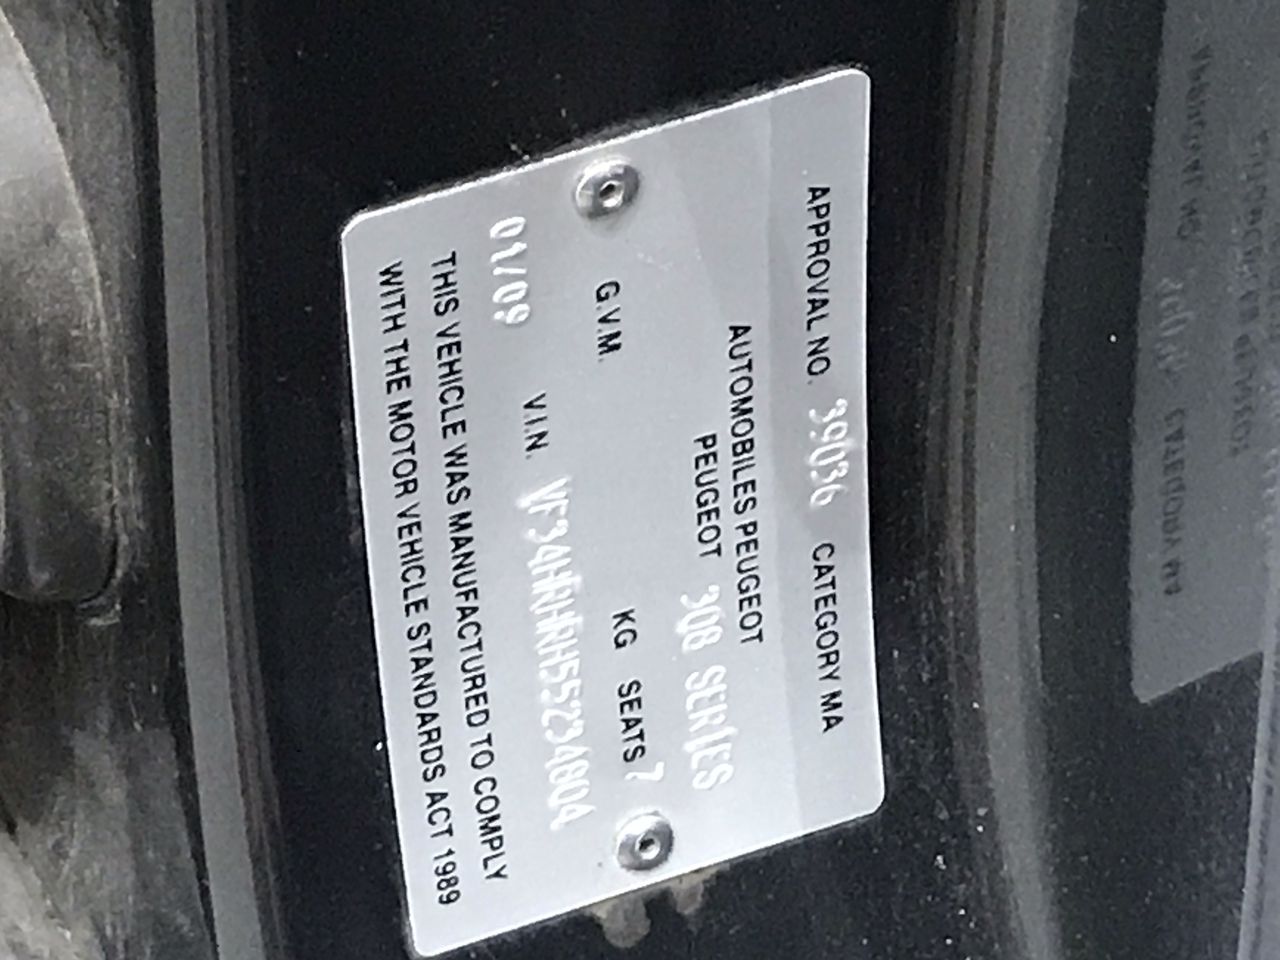 APPROVAL NO. 39036 CATEGORY MA
AUTOMOBILES PEUGEOT
PEUGEOT 308 SERIES
G.V.M. KG SEATS 7
01/09 V.I.N.
THIS VEHICLE WAS MANUFACTURED TO COMPLY
WITH THE MOTOR VEHICLE STANDARDS ACT 1989